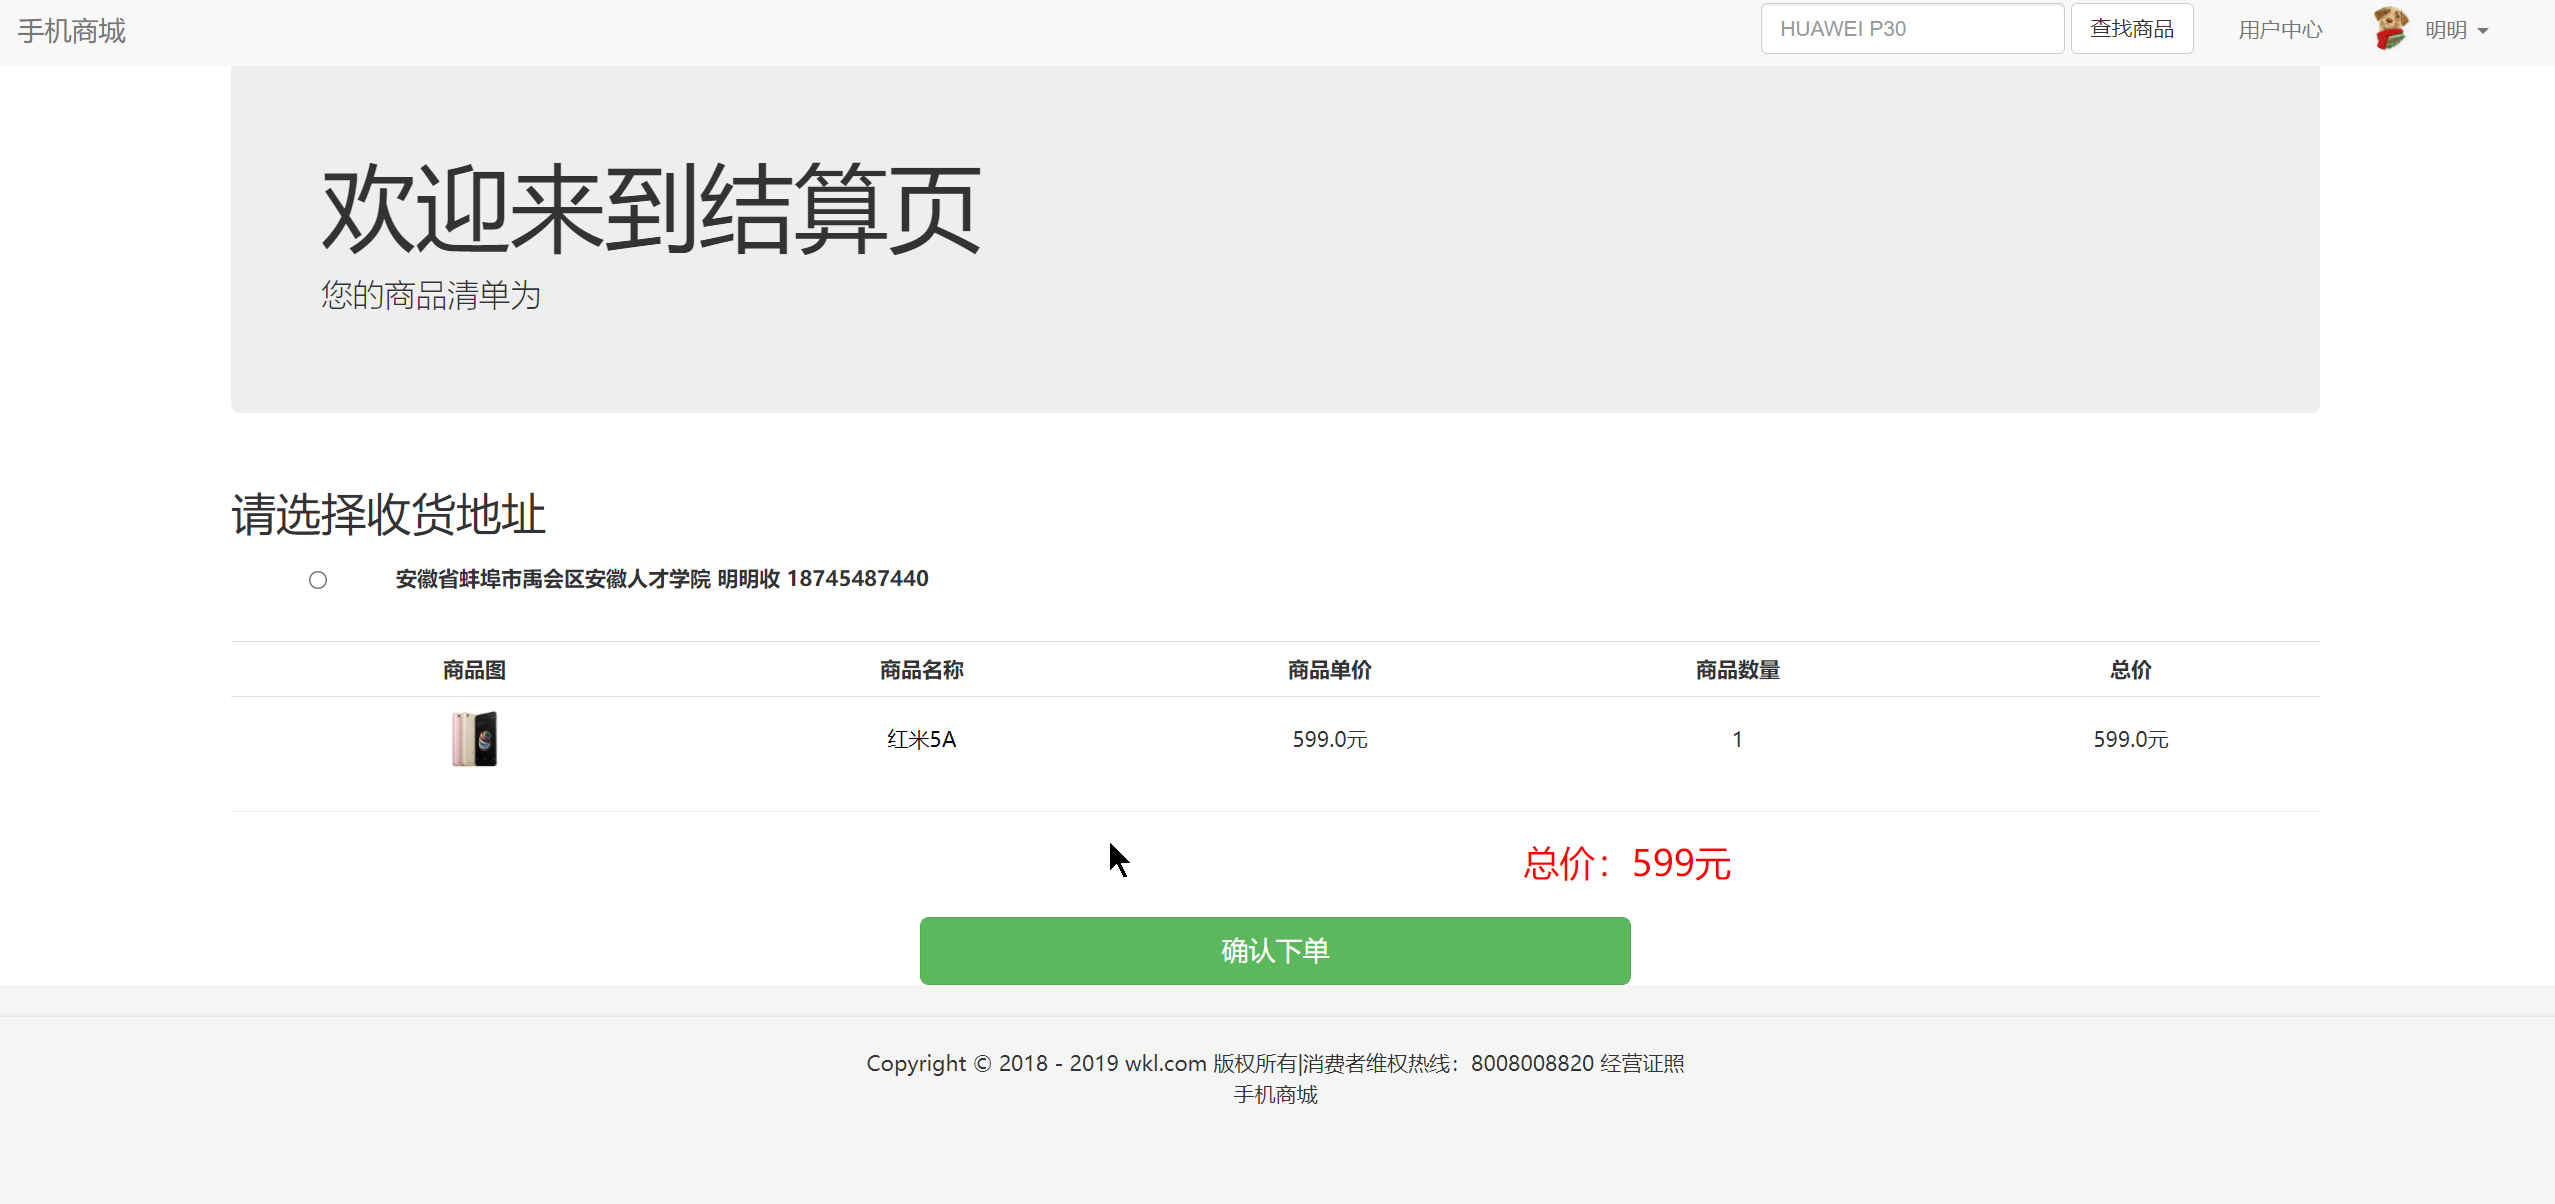 手机商城 HUAWEI P30 查找商品 用户中心 明明
欢迎来到结算页
您的商品清单为
请选择收货地址
安徽省蚌埠市禹会区安徽人才学院 明明收 18745487440
商品图 商品名称 商品单价 商品数量 总价
红米5A 599.0元 1 599.0元
总价：599元
确认下单
Copyright © 2018 - 2019 wkl.com 版权所有|消费者维权热线：8008008820 经营证照
手机商城